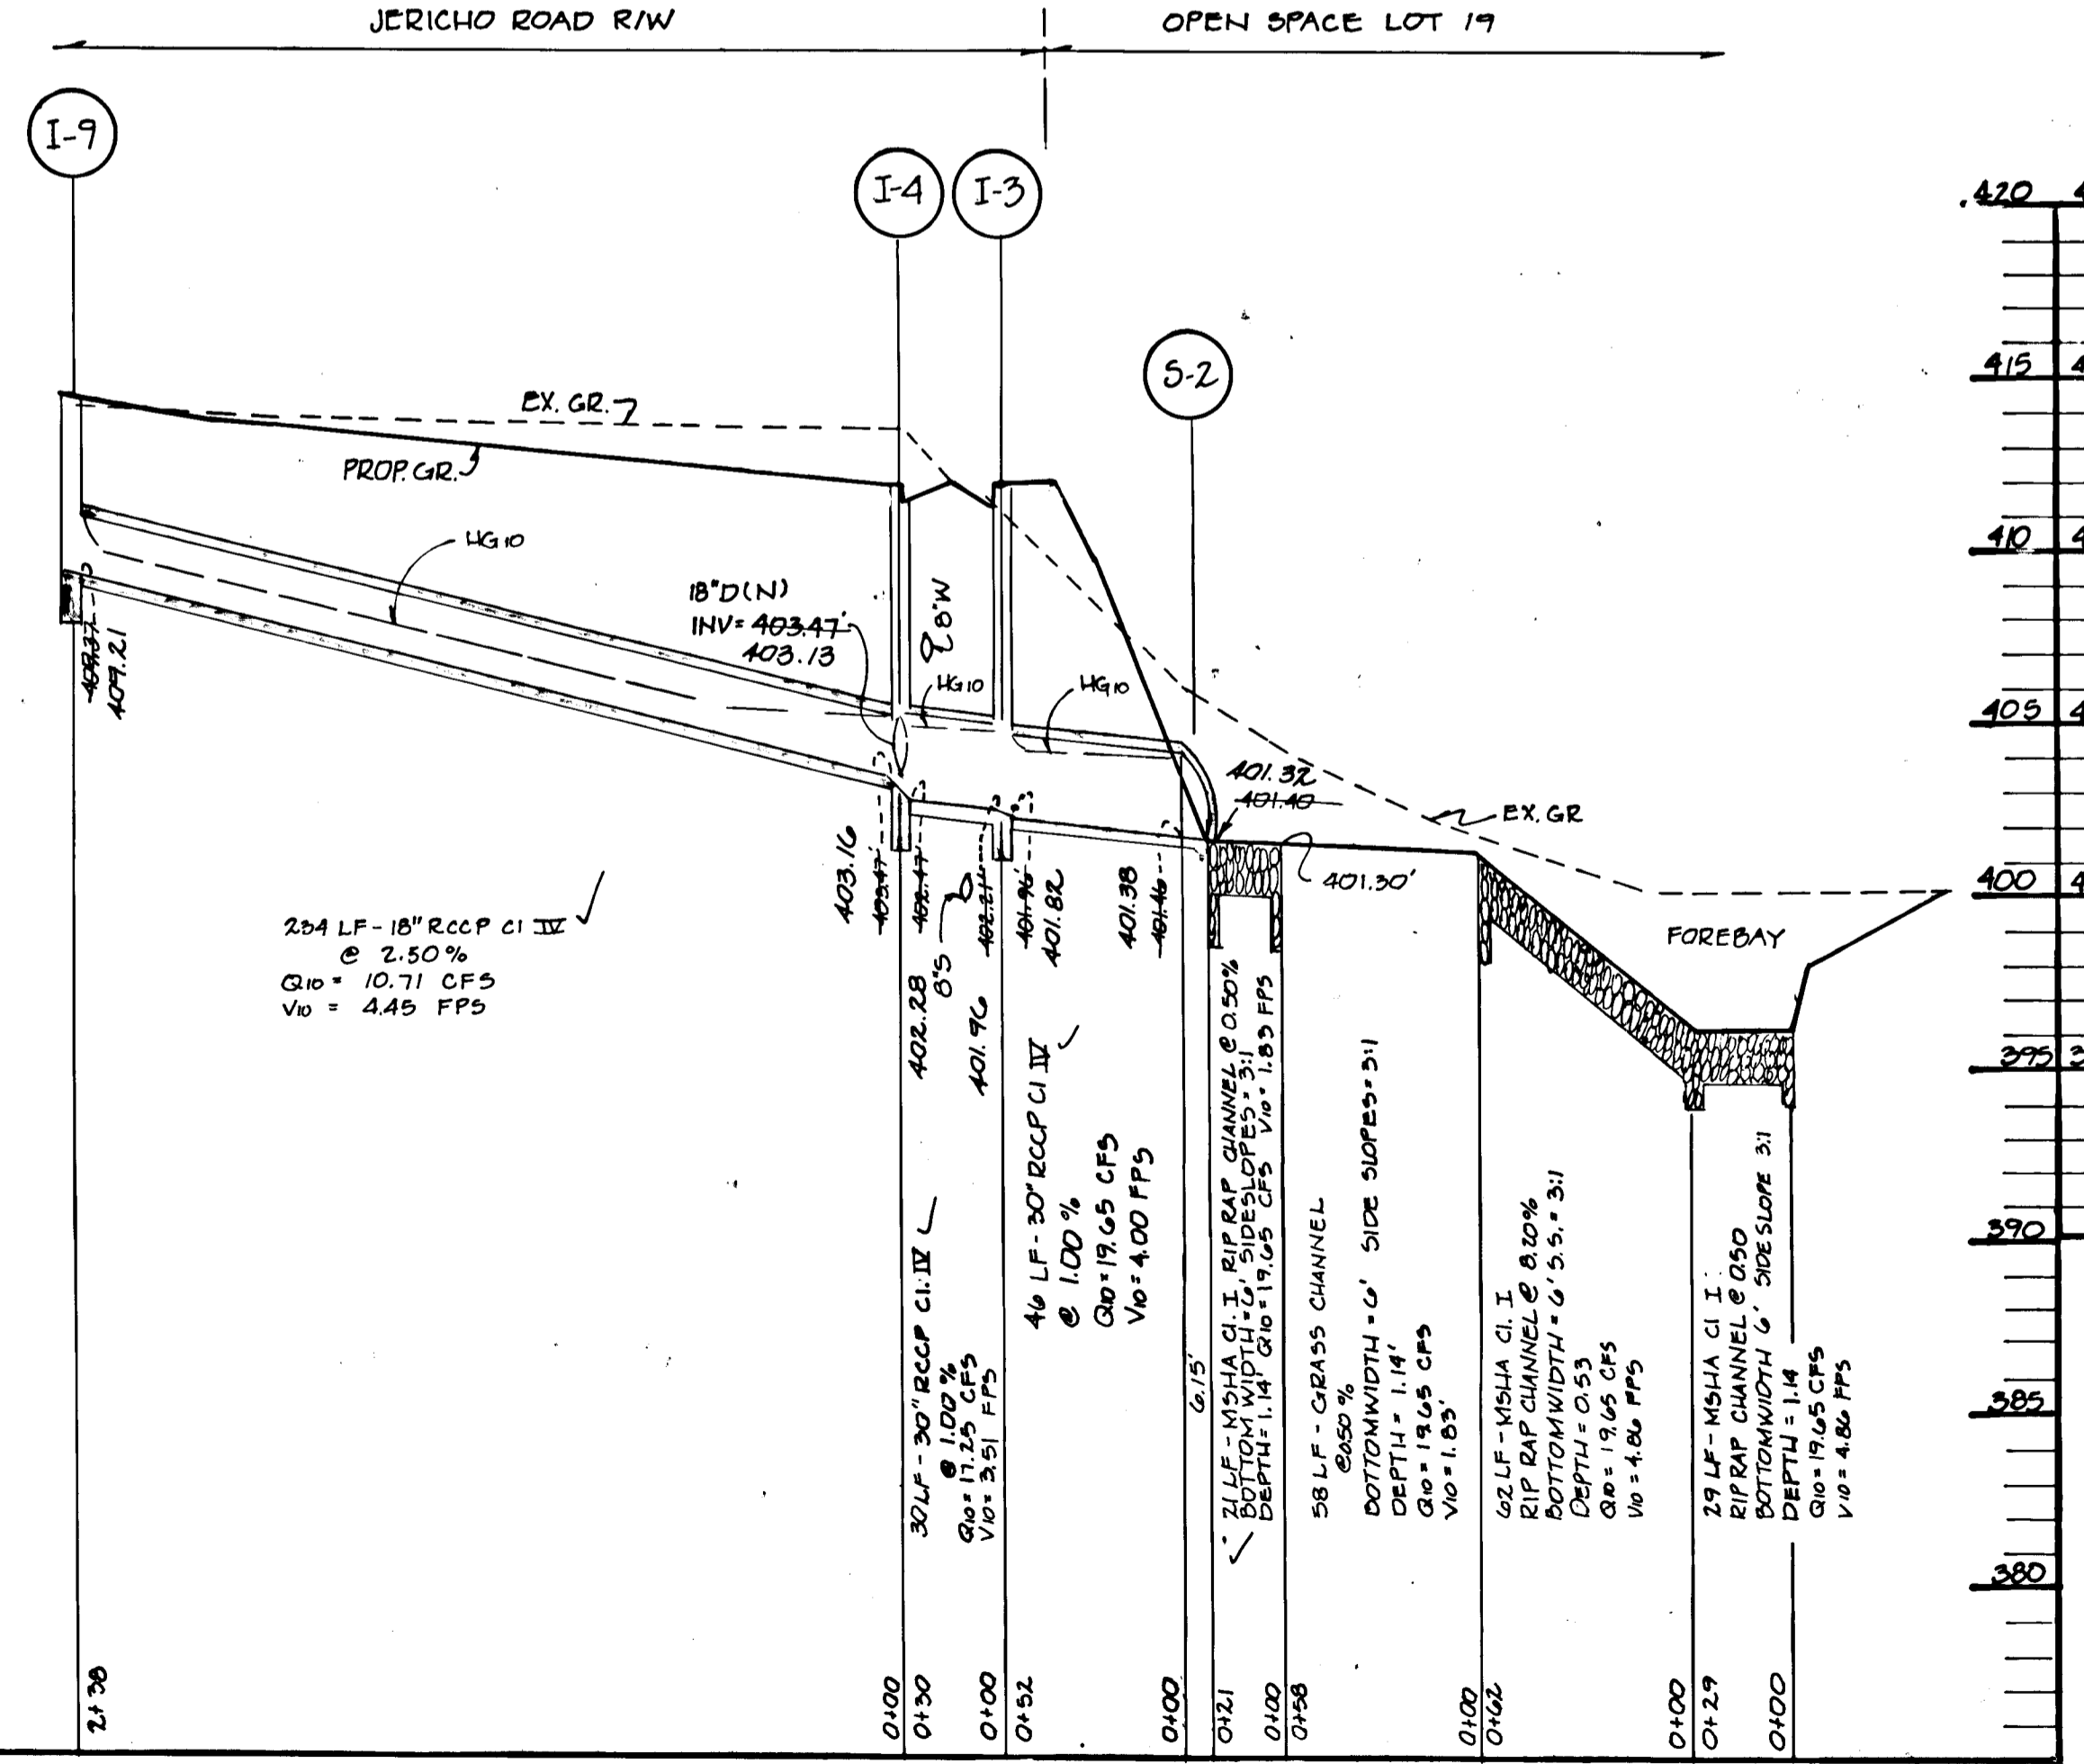 JERICHO ROAD R/W
OPEN SPACE LOT 19
I-9
I-4
I-3
S-2
420
415
410
405
400
395
390
385
380
EX. GR.
PROP. GR.
HG10
18"D(N)
INV= 403.47'
403.13
8"W
HG10
HG10
409.21
401.32
401.40
EX. GR
401.30'
FOREBAY
403.16
403.47'
402.47'
402.28
8"S
402.21
401.96
401.96'
401.82
401.38
401.46
234 LF - 18" RCCP Cl IV
@ 2.50%
Q10 = 10.71 CFS
V10 = 4.45 FPS
30LF - 30" RCCP Cl. IV
@ 1.00%
Q10 = 17.25 CFS
V10 = 3.51 FPS
46 LF - 30" RCCP Cl IV
@ 1.00%
Q10 = 19.65 CFS
V10 = 4.00 FPS
6.15'
21 LF - MSHA Cl. I RIP RAP CHANNEL @ 0.50%
BOTTOM WIDTH = 6' SIDESLOPES = 3:1
DEPTH = 1.14' Q10 = 19.65 CFS V10 = 1.83 FPS
58 LF - GRASS CHANNEL
@0.50%
BOTTOMWIDTH = 6' SIDE SLOPES = 3:1
DEPTH = 1.14'
Q10 = 19.65 CFS
V10 = 1.83'
62 LF - MSHA Cl. I
RIP RAP CHANNEL @ 8.20%
BOTTOMWIDTH = 6' S.S. = 3:1
DEPTH = 0.53
Q10 = 19.65 CFS
V10 = 4.86 FPS
29 LF - MSHA Cl I
RIPRAP CHANNEL @ 0.50
BOTTOMWIDTH 6' SIDESLOPE 3:1
DEPTH = 1.14
Q10 = 19.65 CFS
V10 = 4.86 FPS
2+38
0+00
0+30
0+00
0+52
0+00
0+21
0+00
0+58
0+00
0+62
0+00
0+29
0+00